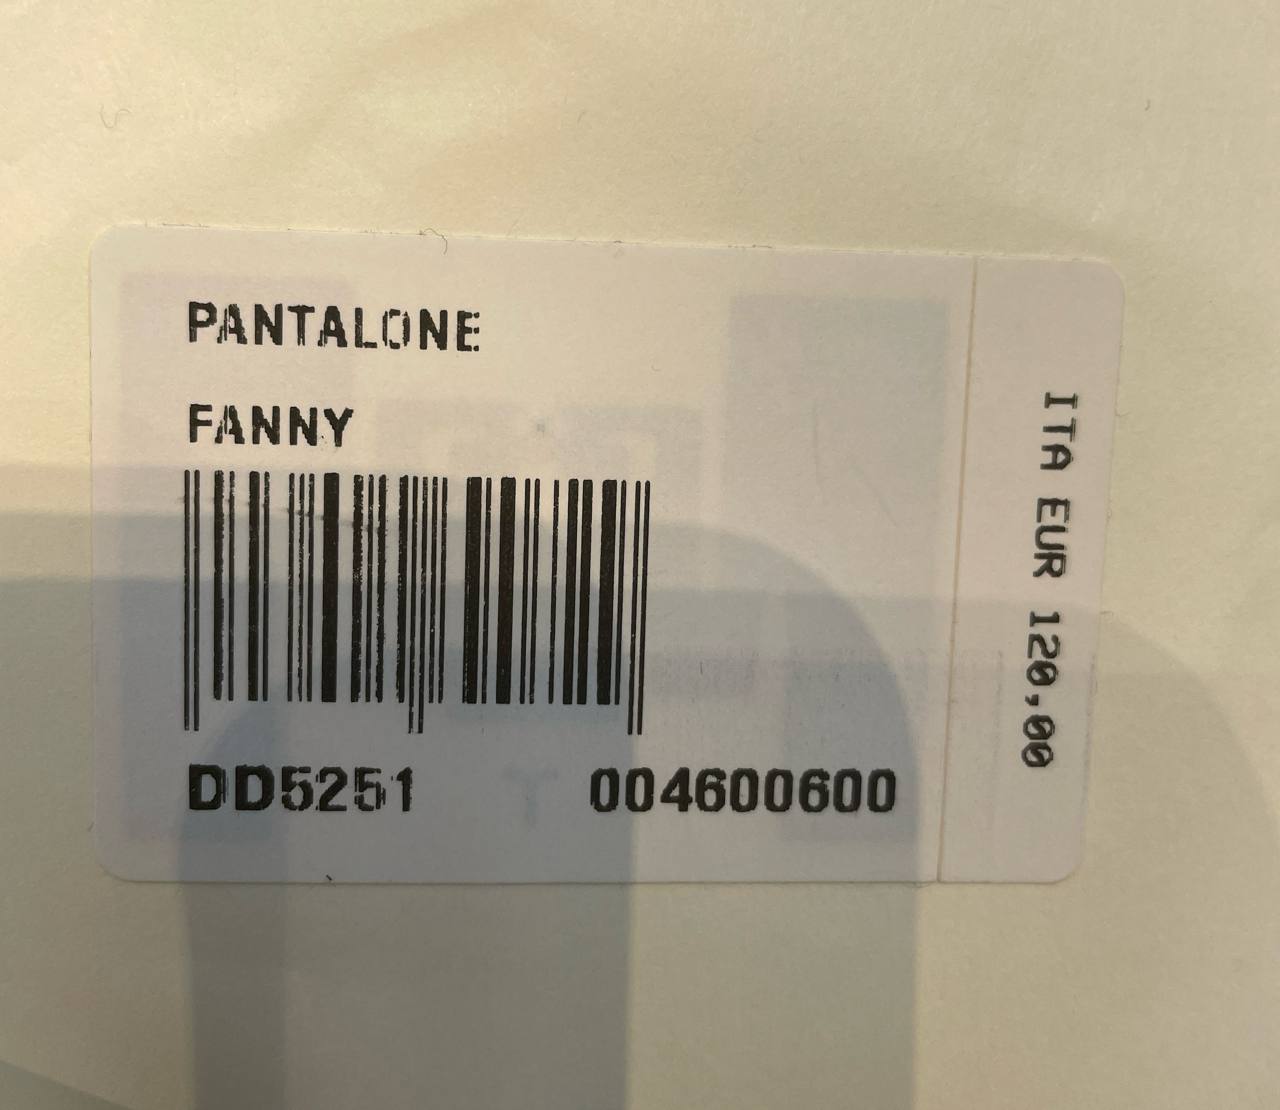 PANTALONE
FANNY
DD5251 004600600
ITA EUR 120,00